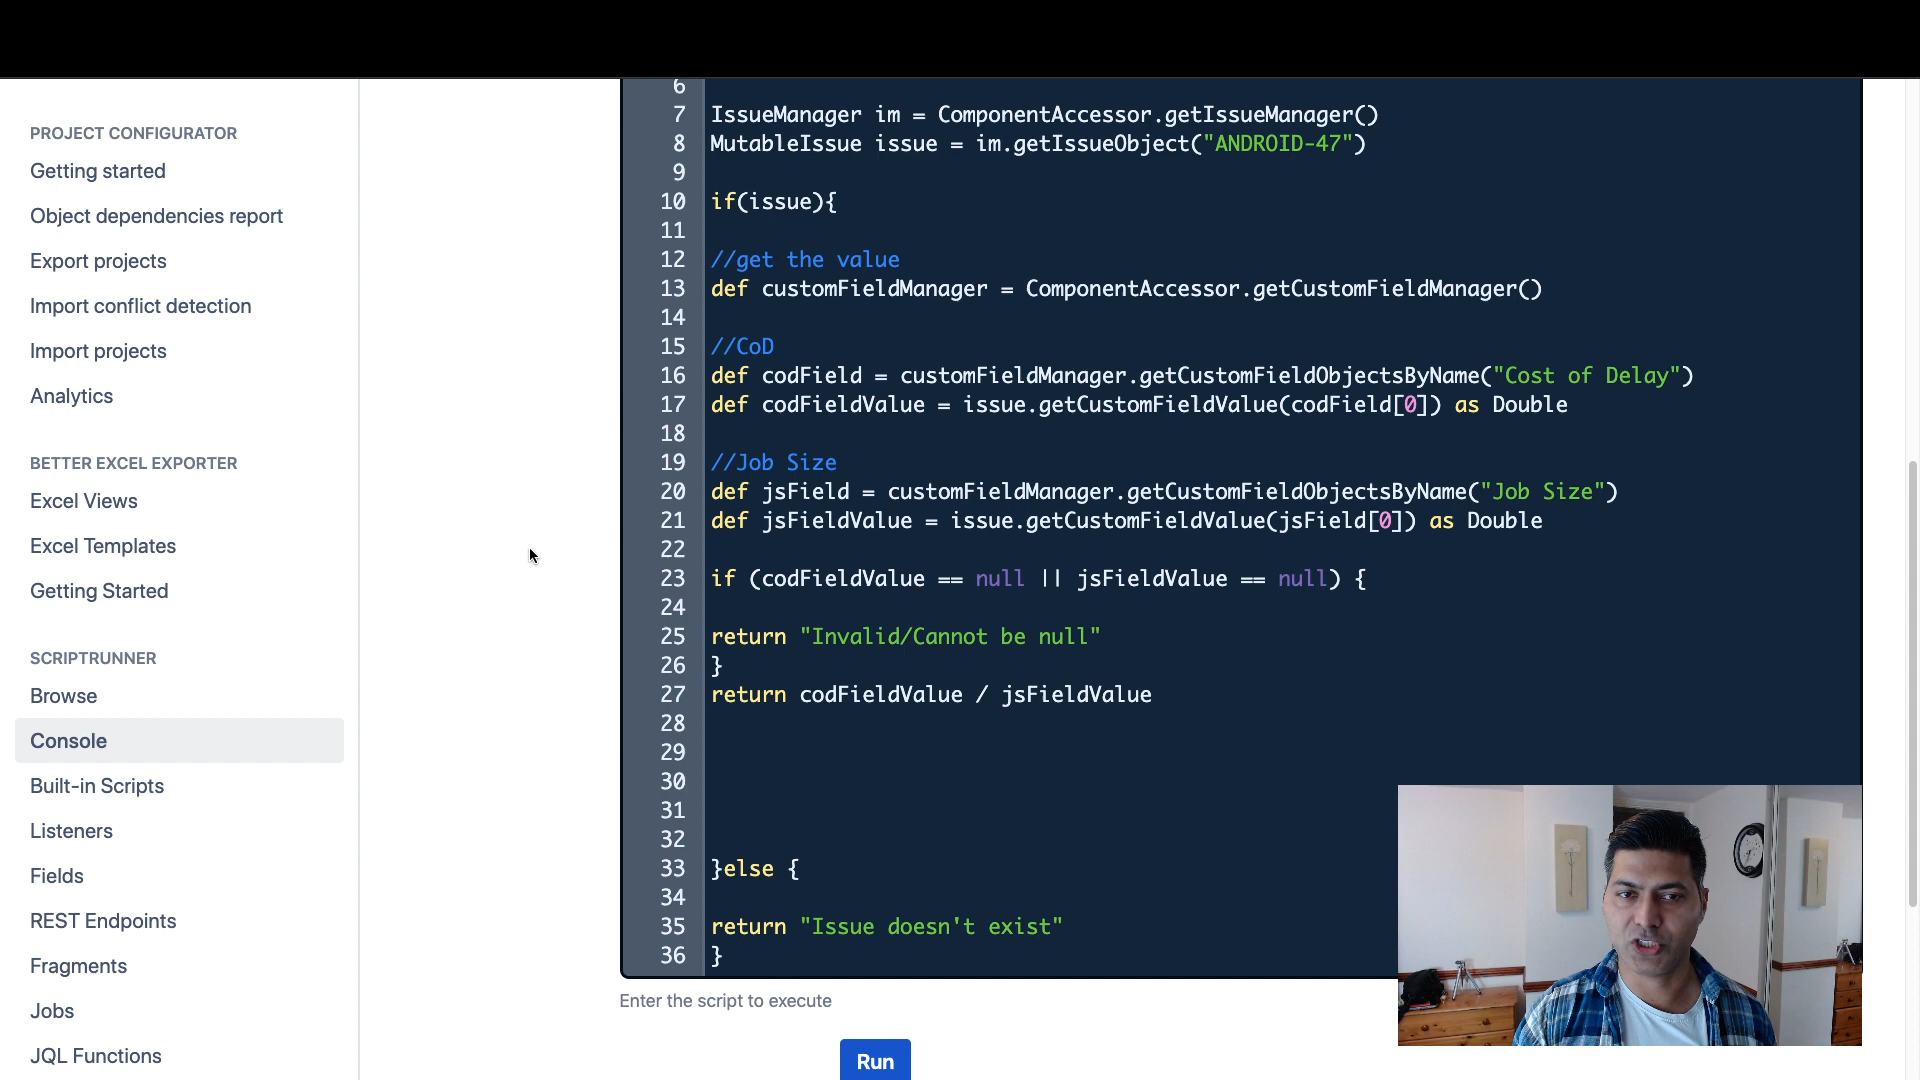 PROJECT CONFIGURATOR
Getting started
Object dependencies report
Export projects
Import conflict detection
Import projects
Analytics
BETTER EXCEL EXPORTER
Excel Views
Excel Templates
Getting Started
SCRIPTRUNNER
Browse
Console
Built-in Scripts
Listeners
Fields
REST Endpoints
Fragments
Jobs
JQL Functions
6
7 IssueManager im = ComponentAccessor.getIssueManager()
8 MutableIssue issue = im.getIssueObject("ANDROID-47")
9
10 if(issue){
11
12 //get the value
13 def customFieldManager = ComponentAccessor.getCustomFieldManager()
14
15 //CoD
16 def codField = customFieldManager.getCustomFieldObjectsByName("Cost of Delay")
17 def codFieldValue = issue.getCustomFieldValue(codField[0]) as Double
18
19 //Job Size
20 def jsField = customFieldManager.getCustomFieldObjectsByName("Job Size")
21 def jsFieldValue = issue.getCustomFieldValue(jsField[0]) as Double
22
23 if (codFieldValue == null || jsFieldValue == null) {
24
25 return "Invalid/Cannot be null"
26 }
27 return codFieldValue / jsFieldValue
28
29
30
31
32
33 }else {
34
35 return "Issue doesn't exist"
36 }
Enter the script to execute
Run